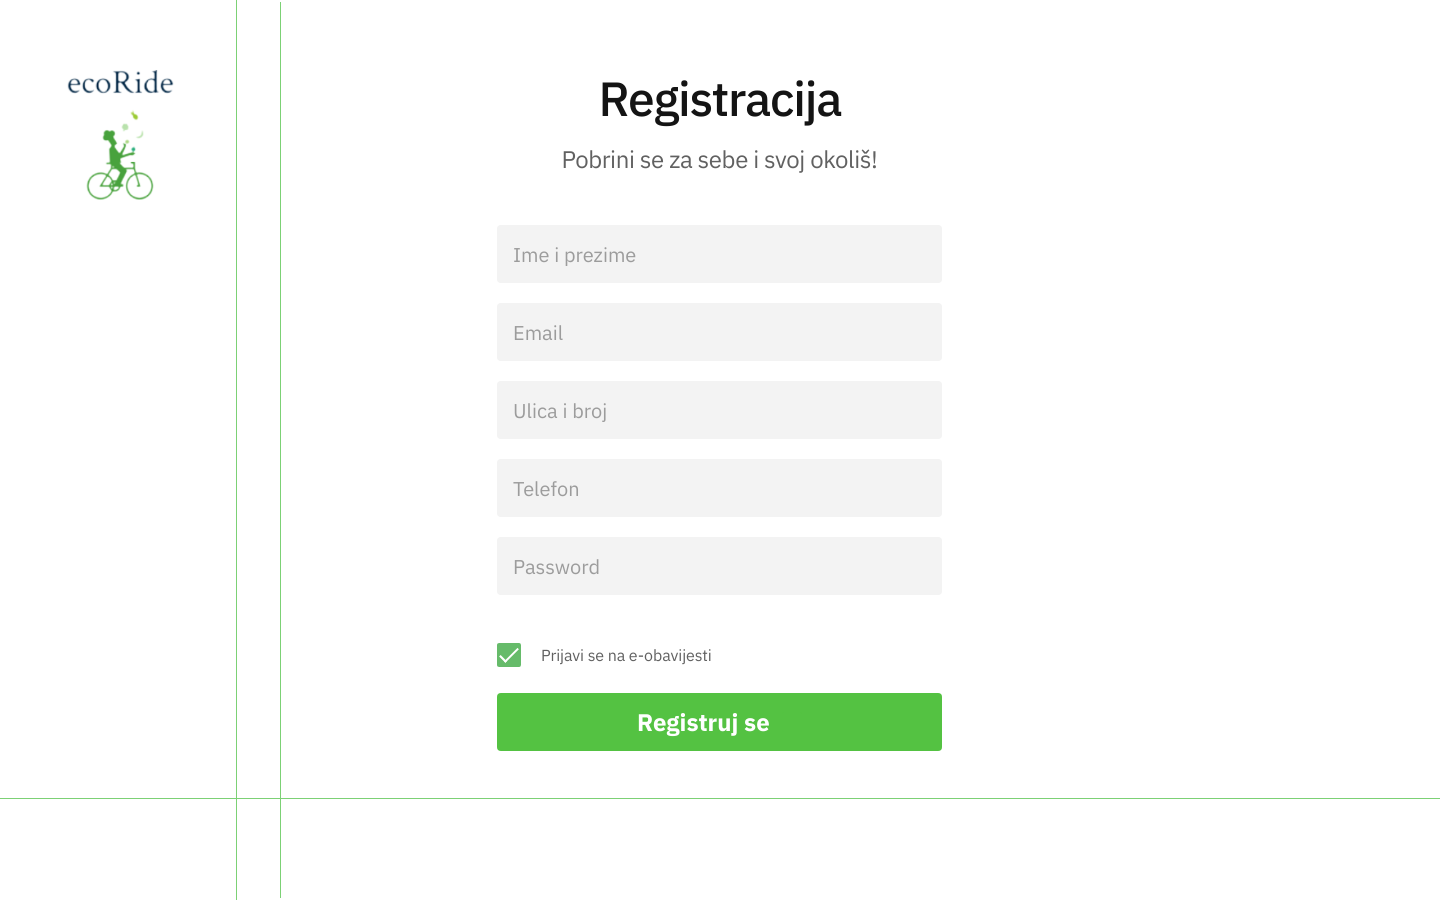 ecoRide
Registracija
Pobrini se za sebe i svoj okoliš!
Ime i prezime
Email
Ulica i broj
Telefon
Password
Prijavi se na e-obavijesti
Registruj se